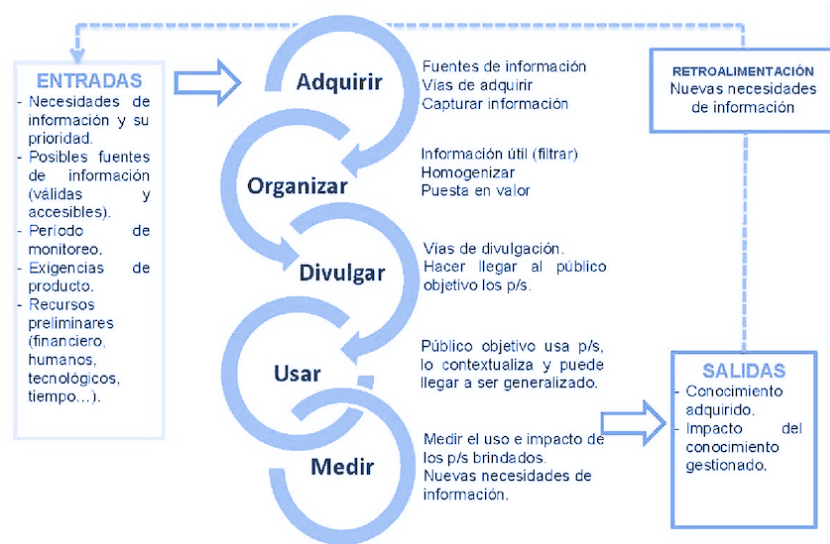 ENTRADAS
- Necesidades de
información y su
prioridad.
- Posibles fuentes
de información
(válidas y
accesibles).
- Período de
monitoreo.
- Exigencias de
producto.
- Recursos
preliminares
(financiero,
humanos,
tecnológicos,
tiempo...).
Adquirir
Fuentes de información
Vías de adquirir
Capturar información
Organizar
Información útil (filtrar)
Homogenizar
Puesta en valor
Divulgar
Vías de divulgación.
Hacer llegar al público
objetivo los p/s.
Usar
Público objetivo usa p/s,
lo contextualiza y puede
llegar a ser generalizado.
Medir
Medir el uso e impacto de
los p/s brindados.
Nuevas necesidades de
información.
RETROALIMENTACIÓN
Nuevas necesidades
de información
SALIDAS
- Conocimiento
adquirido.
- Impacto del
conocimiento
gestionado.